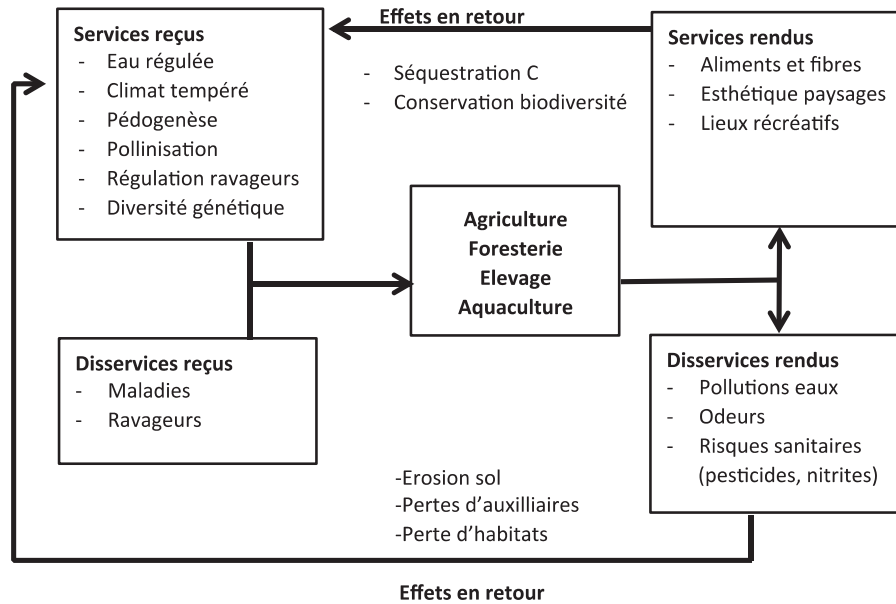 Effets en retour
Services reçus
- Eau régulée
- Climat tempéré
- Pédogenèse
- Pollinisation
- Régulation ravageurs
- Diversité génétique
- Séquestration C
- Conservation biodiversité
Services rendus
- Aliments et fibres
- Esthétique paysages
- Lieux récréatifs
Agriculture
Foresterie
Elevage
Aquaculture
Disservices reçus
- Maladies
- Ravageurs
Disservices rendus
- Pollutions eaux
- Odeurs
- Risques sanitaires
(pesticides, nitrites)
-Erosion sol
-Pertes d'auxilliaires
-Perte d'habitats
Effets en retour